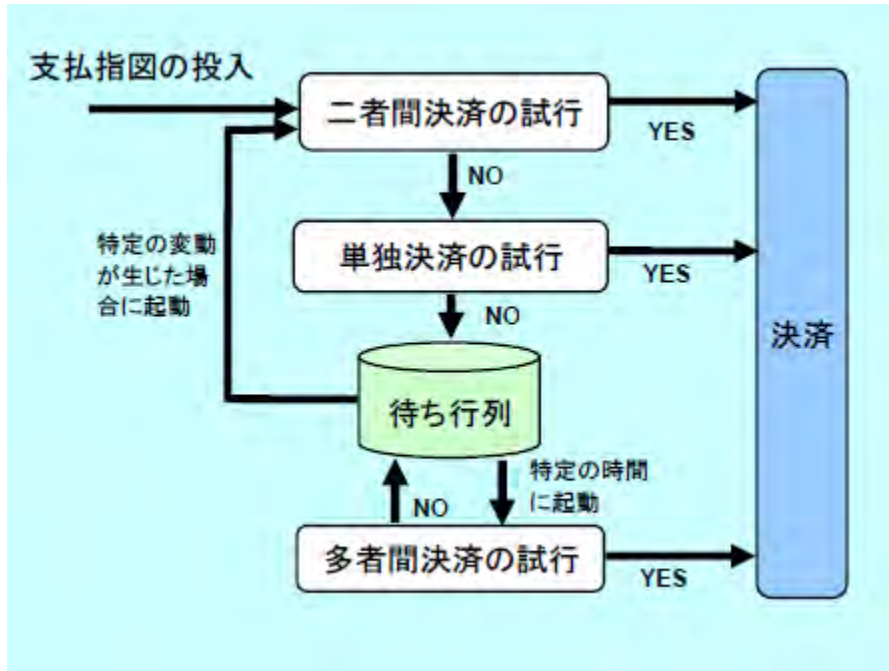 支払指図の投入
二者間決済の試行
YES
NO
特定の変動
が生じた場
合に起動
単独決済の試行
YES
NO
決済
待ち行列
特定の時間
に起動
NO
多者間決済の試行
YES